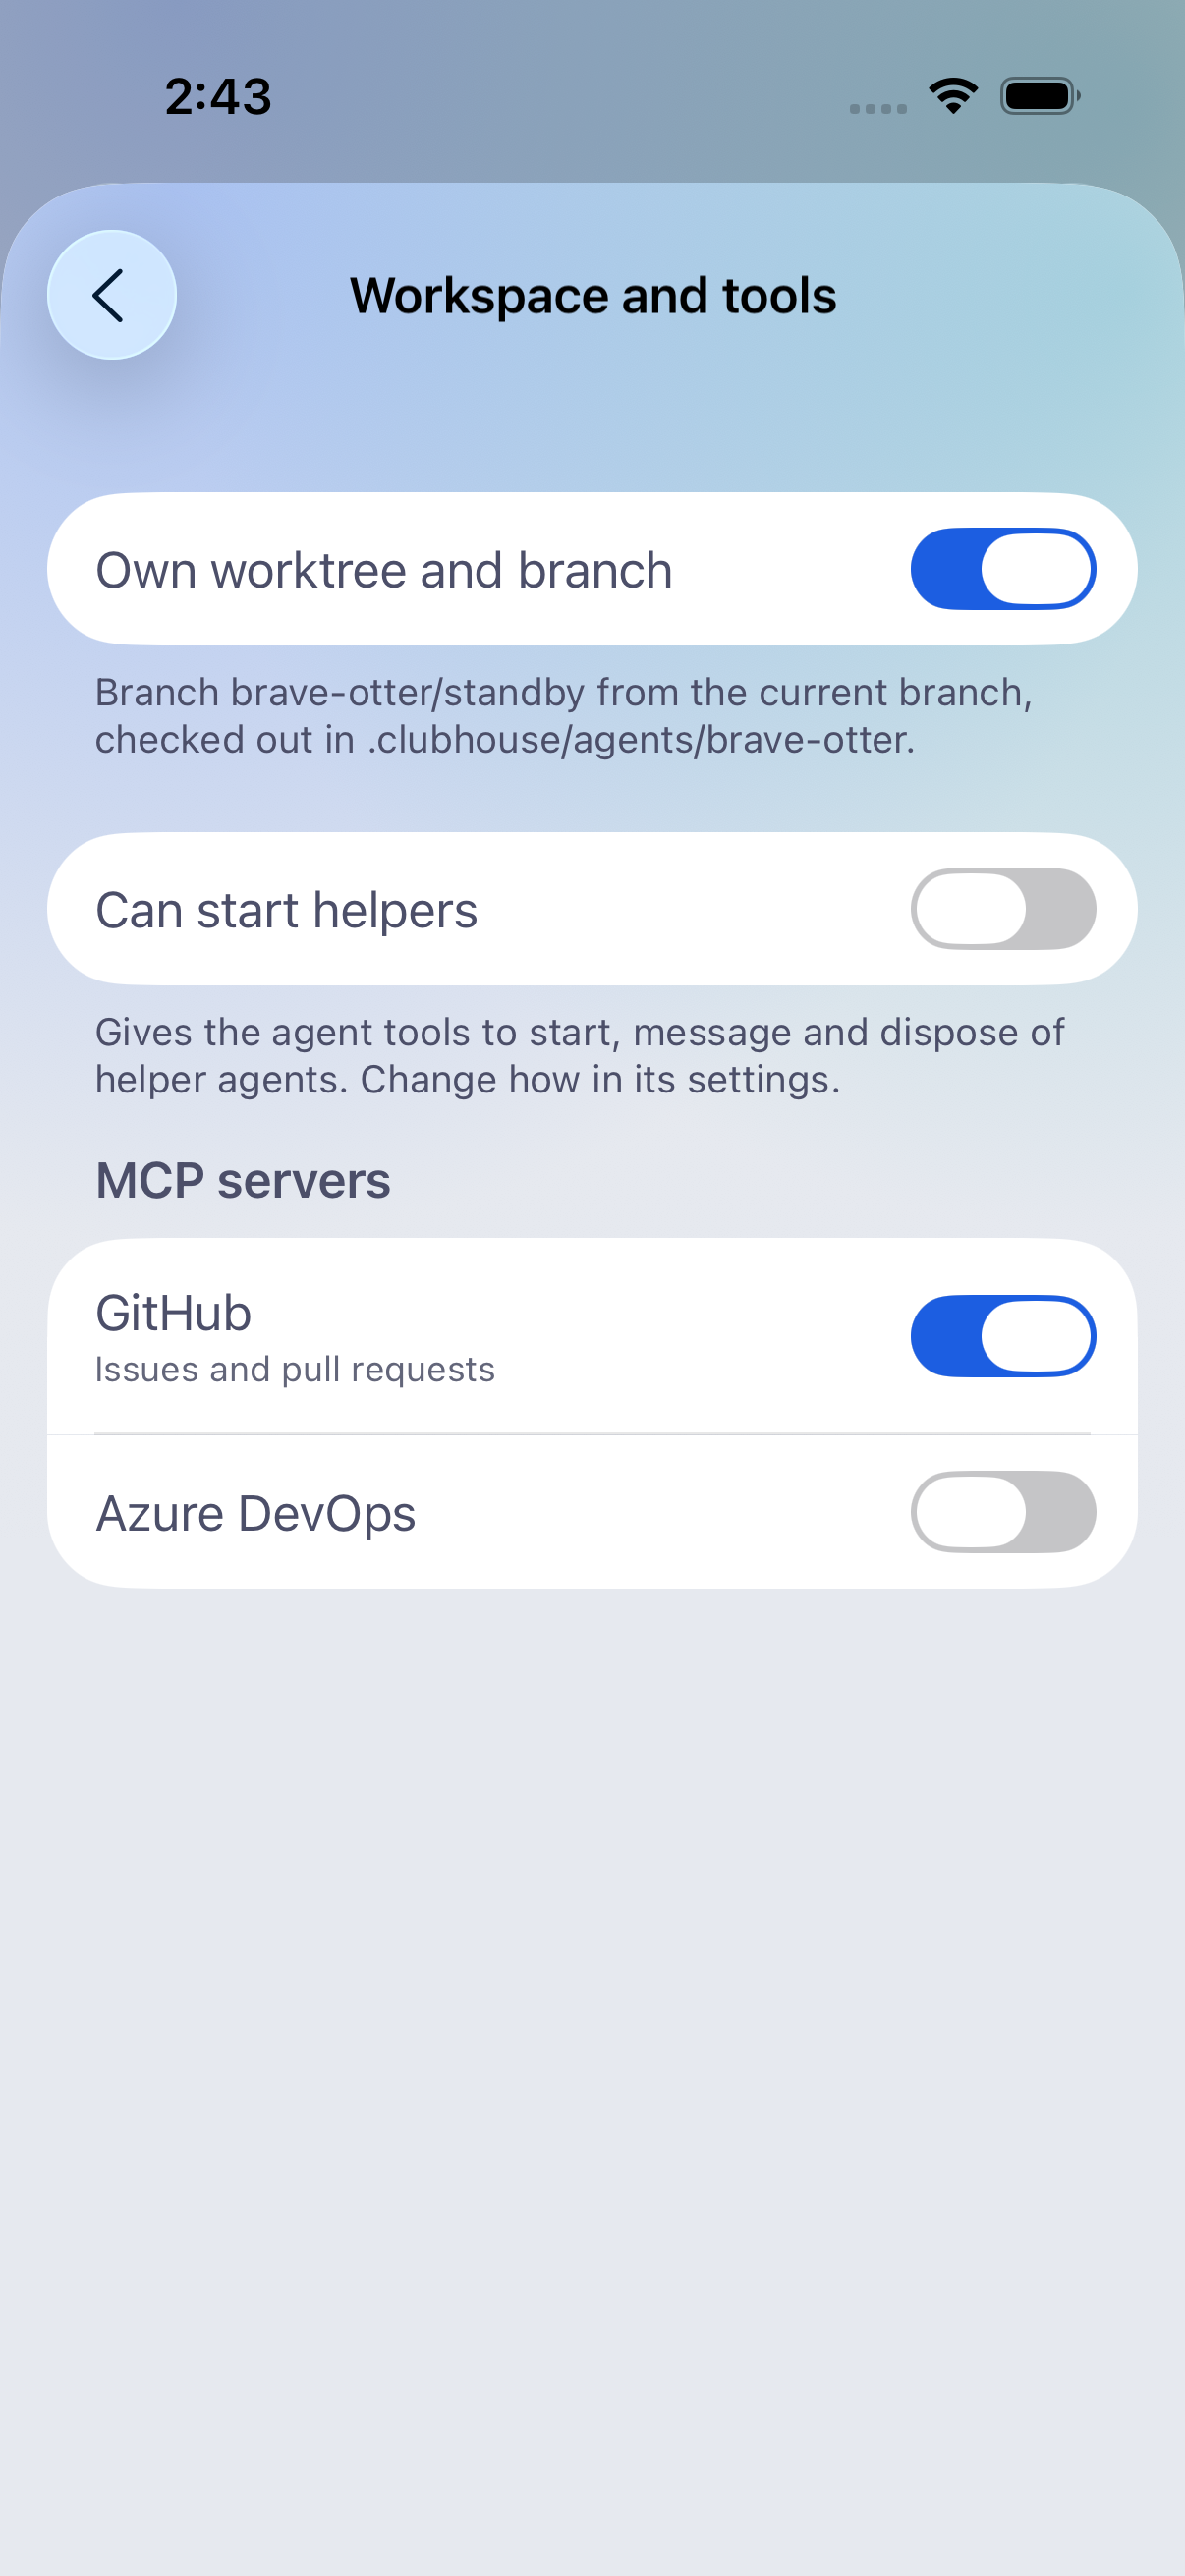 2:43
Workspace and tools
Own worktree and branch
Branch brave-otter/standby from the current branch,
checked out in .clubhouse/agents/brave-otter.
Can start helpers
Gives the agent tools to start, message and dispose of
helper agents. Change how in its settings.
MCP servers
GitHub
Issues and pull requests
Azure DevOps